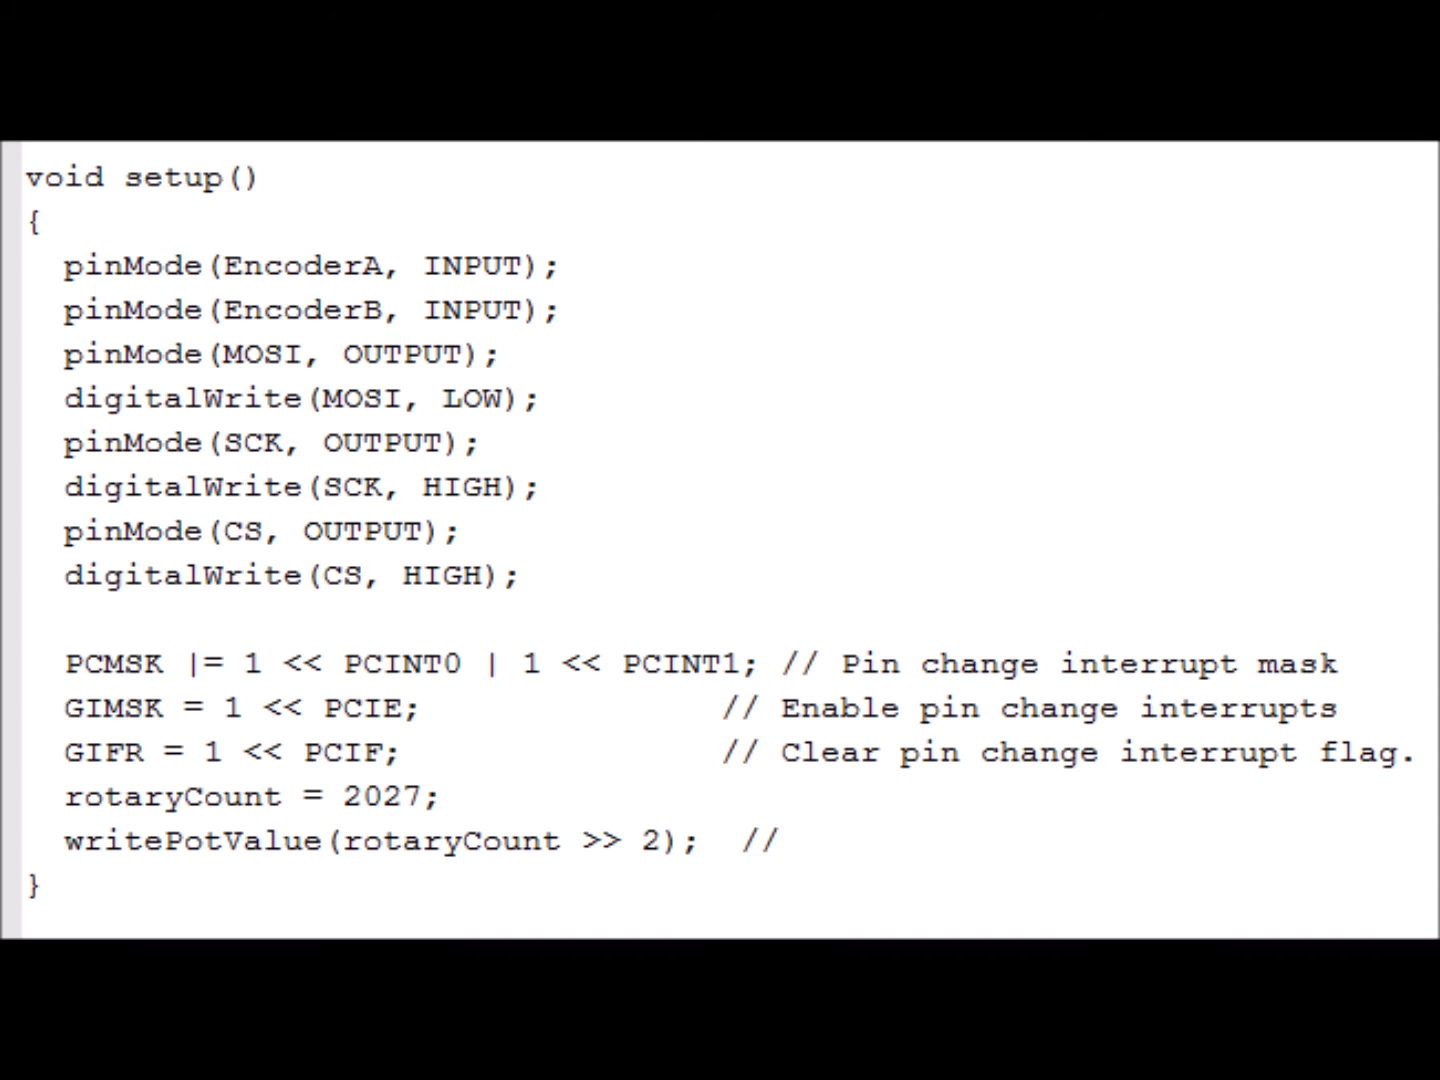 void setup()
{
  pinMode(EncoderA, INPUT);
  pinMode(EncoderB, INPUT);
  pinMode(MOSI, OUTPUT);
  digitalWrite(MOSI, LOW);
  pinMode(SCK, OUTPUT);
  digitalWrite(SCK, HIGH);
  pinMode(CS, OUTPUT);
  digitalWrite(CS, HIGH);

  PCMSK |= 1 << PCINT0 | 1 << PCINT1; // Pin change interrupt mask
  GIMSK = 1 << PCIE;               // Enable pin change interrupts
  GIFR = 1 << PCIF;                // Clear pin change interrupt flag.
  rotaryCount = 2027;
  writePotValue(rotaryCount >> 2);  //
}